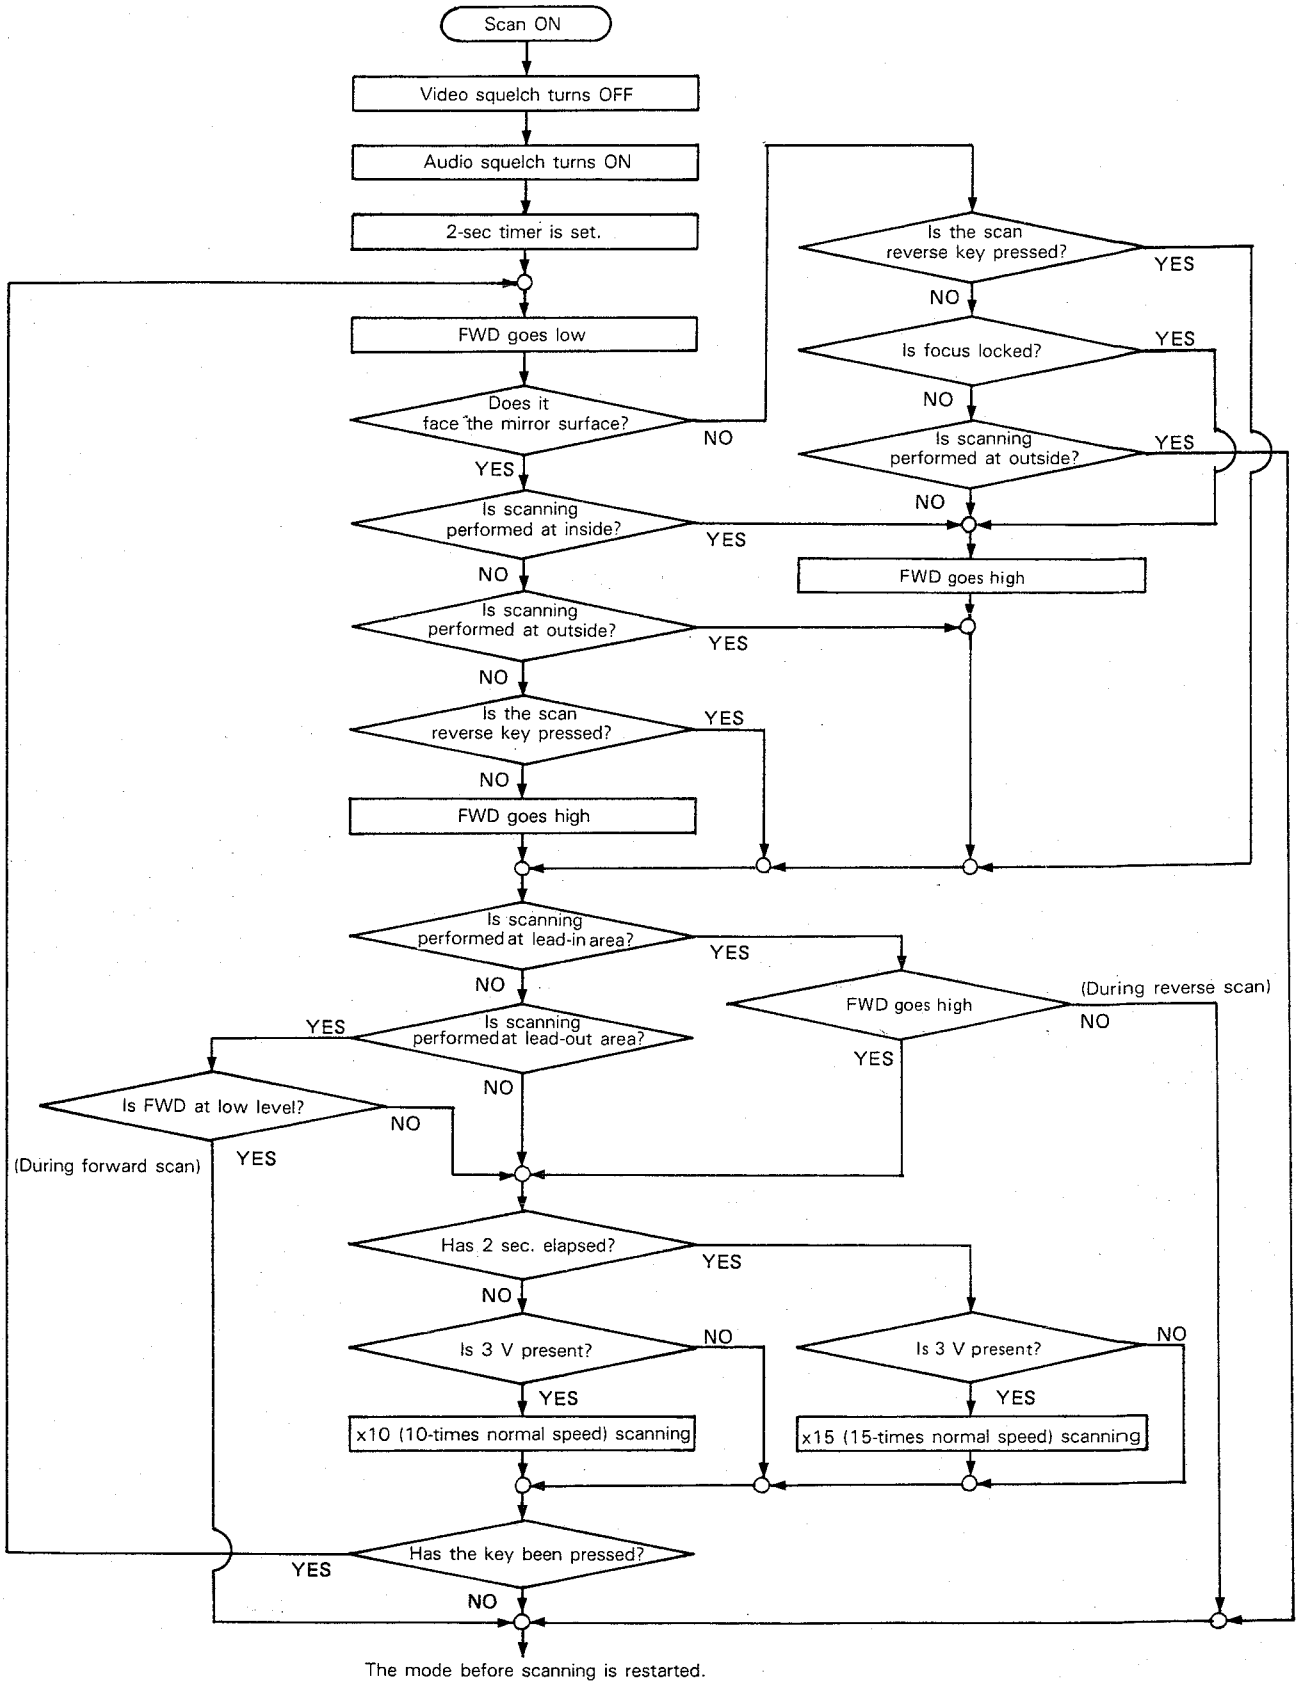 Scan ON
Video squelch turns OFF
Audio squelch turns ON
2-sec timer is set.
FWD goes low
Does it
face the mirror surface?
NO
YES
Is the scan
reverse key pressed?
YES
NO
Is focus locked?
YES
NO
Is scanning
performed at outside?
YES
NO
FWD goes high
Is scanning
performed at inside?
YES
NO
Is scanning
performed at outside?
YES
NO
Is the scan
reverse key pressed?
YES
NO
FWD goes high
Is scanning
performed at lead-in area?
YES
NO
FWD goes high
(During reverse scan)
NO
YES
Is scanning
performed at lead-out area?
YES
NO
Is FWD at low level?
NO
(During forward scan)
YES
Has 2 sec. elapsed?
YES
NO
Is 3 V present?
NO
YES
Is 3 V present?
NO
YES
x10 (10-times normal speed) scanning
x15 (15-times normal speed) scanning
Has the key been pressed?
YES
NO
The mode before scanning is restarted.